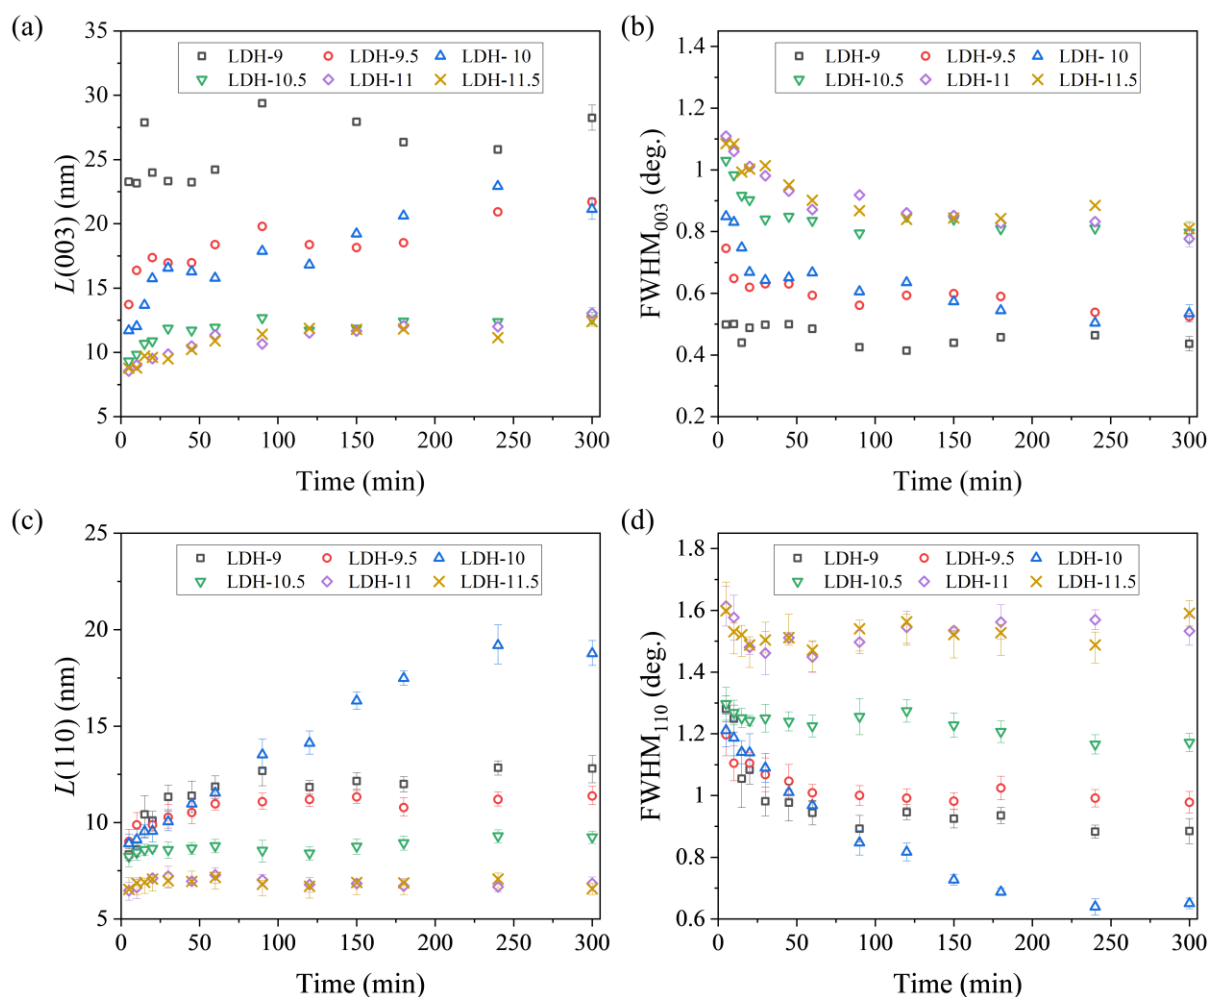 (a)
35
30
25
20
15
10
5
L(003) (nm)
LDH-9 LDH-9.5 LDH- 10
LDH-10.5 LDH-11 LDH-11.5
0 50 100 150 200 250 300
Time (min)
(b)
1.4
1.2
1
0.8
0.6
0.4
0.2
FWHM003 (deg.)
LDH-9 LDH-9.5 LDH- 10
LDH-10.5 LDH-11 LDH-11.5
0 50 100 150 200 250 300
Time (min)
(c)
25
20
15
10
5
L(110) (nm)
LDH-9 LDH-9.5 LDH-10
LDH-10.5 LDH-11 LDH-11.5
0 50 100 150 200 250 300
Time (min)
(d)
1.8
1.6
1.4
1.2
1
0.8
0.6
FWHM110 (deg.)
LDH-9 LDH-9.5 LDH-10
LDH-10.5 LDH-11 LDH-11.5
0 50 100 150 200 250 300
Time (min)